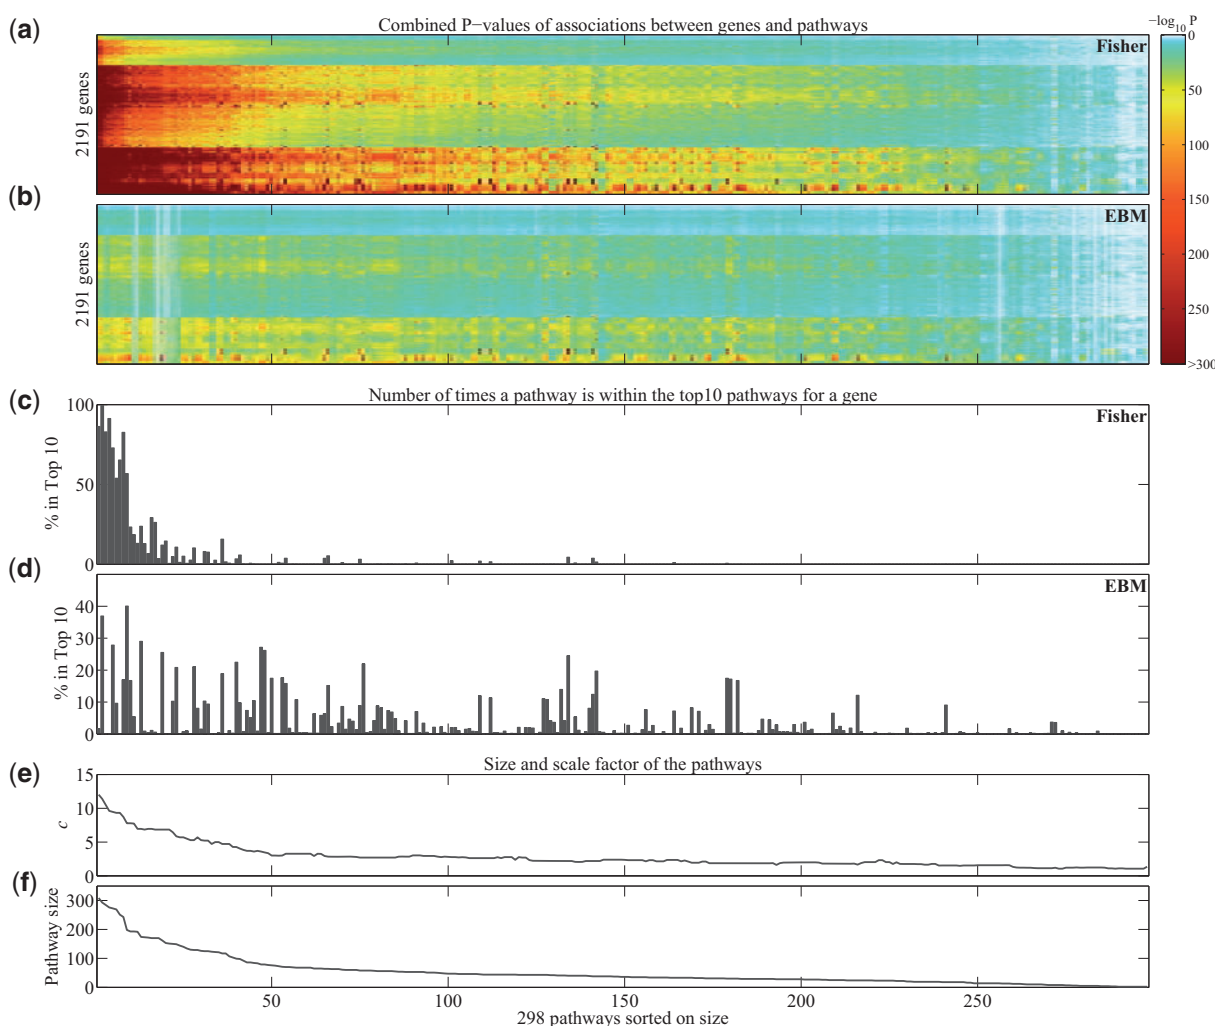 (a)
Combined P−values of associations between genes and pathways
−log10 P
Fisher
2191 genes
0
50
100
150
200
250
>300
(b)
EBM
2191 genes
(c)
Number of times a pathway is within the top10 pathways for a gene
Fisher
% in Top 10
100
50
0
(d)
EBM
% in Top 10
40
30
20
10
0
(e)
Size and scale factor of the pathways
c
15
10
5
0
(f)
Pathway size
300
200
100
0
50 100 150 200 250
298 pathways sorted on size